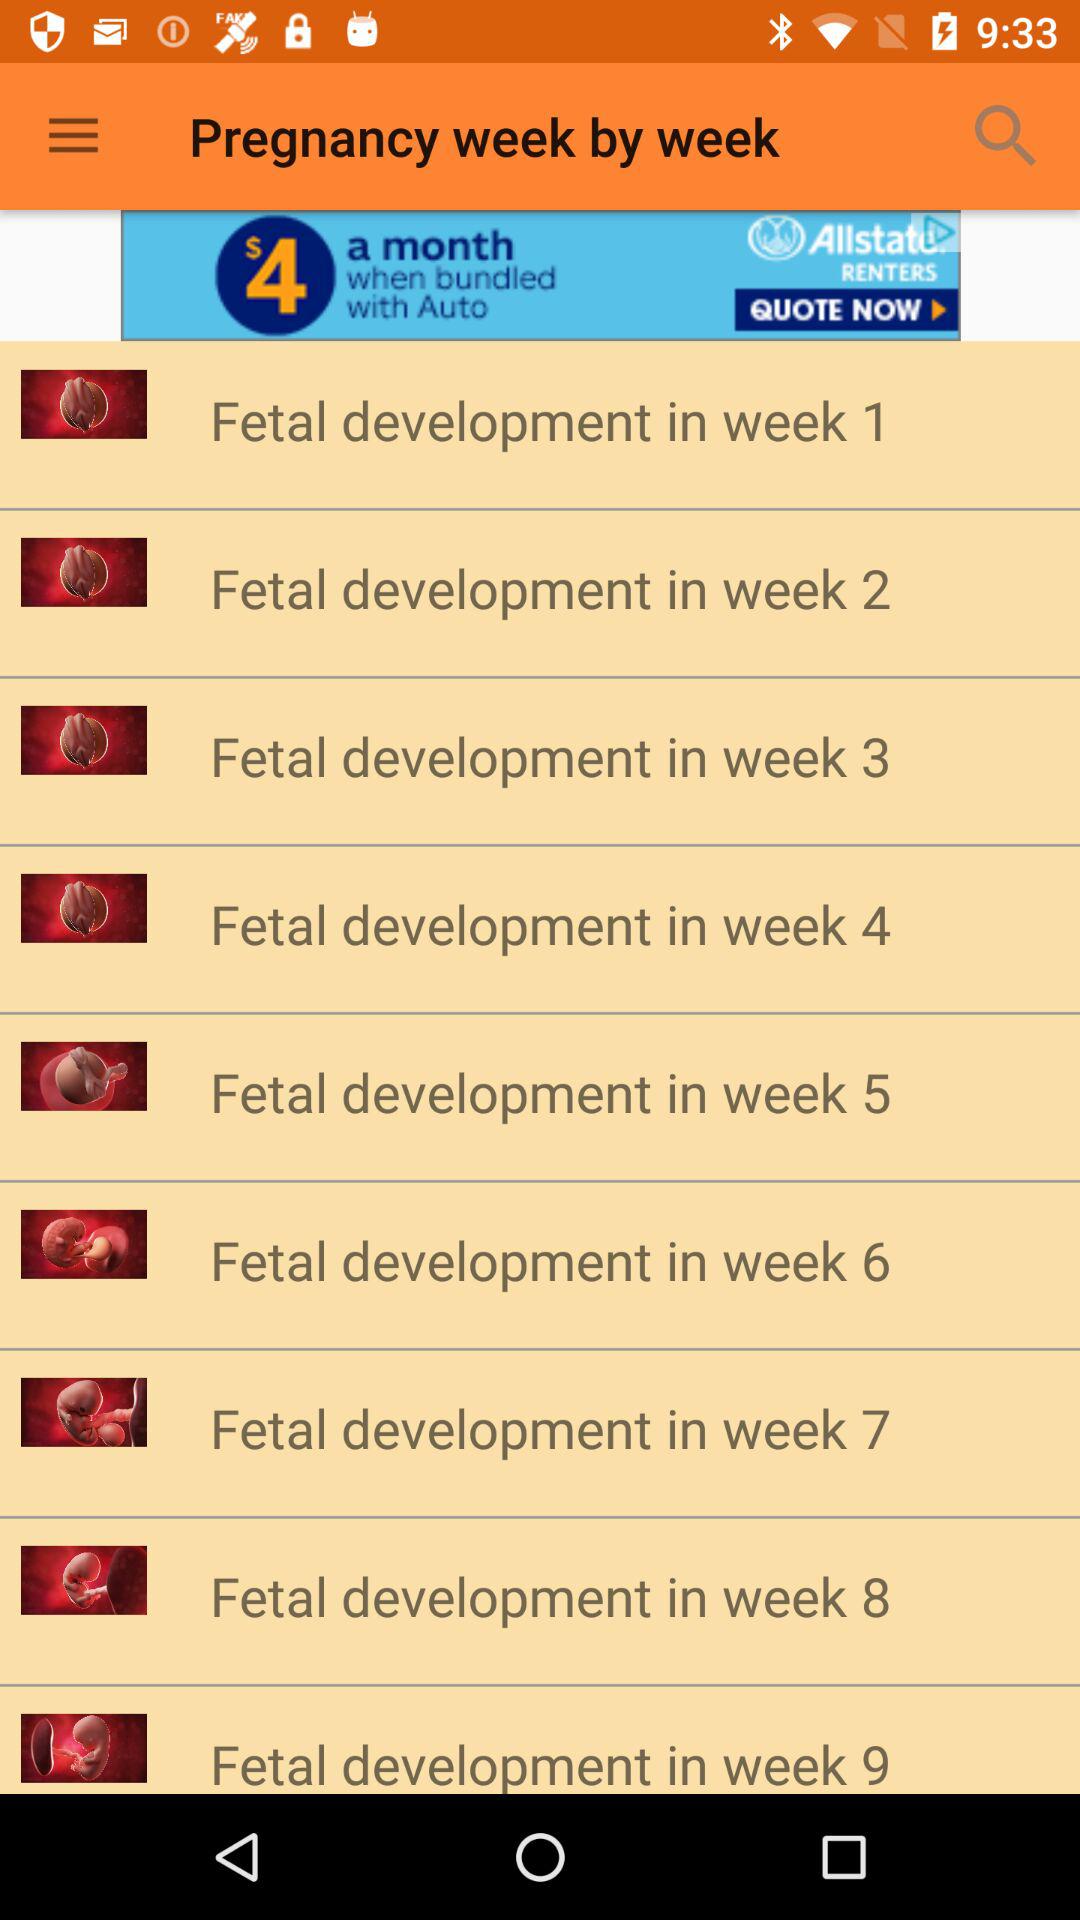 FAKE
9:33
Pregnancy week by week
$4 a month
when bundled
with Auto
Allstate.
RENTERS
QUOTE NOW
Fetal development in week 1
Fetal development in week 2
Fetal development in week 3
Fetal development in week 4
Fetal development in week 5
Fetal development in week 6
Fetal development in week 7
Fetal development in week 8
Fetal development in week 9